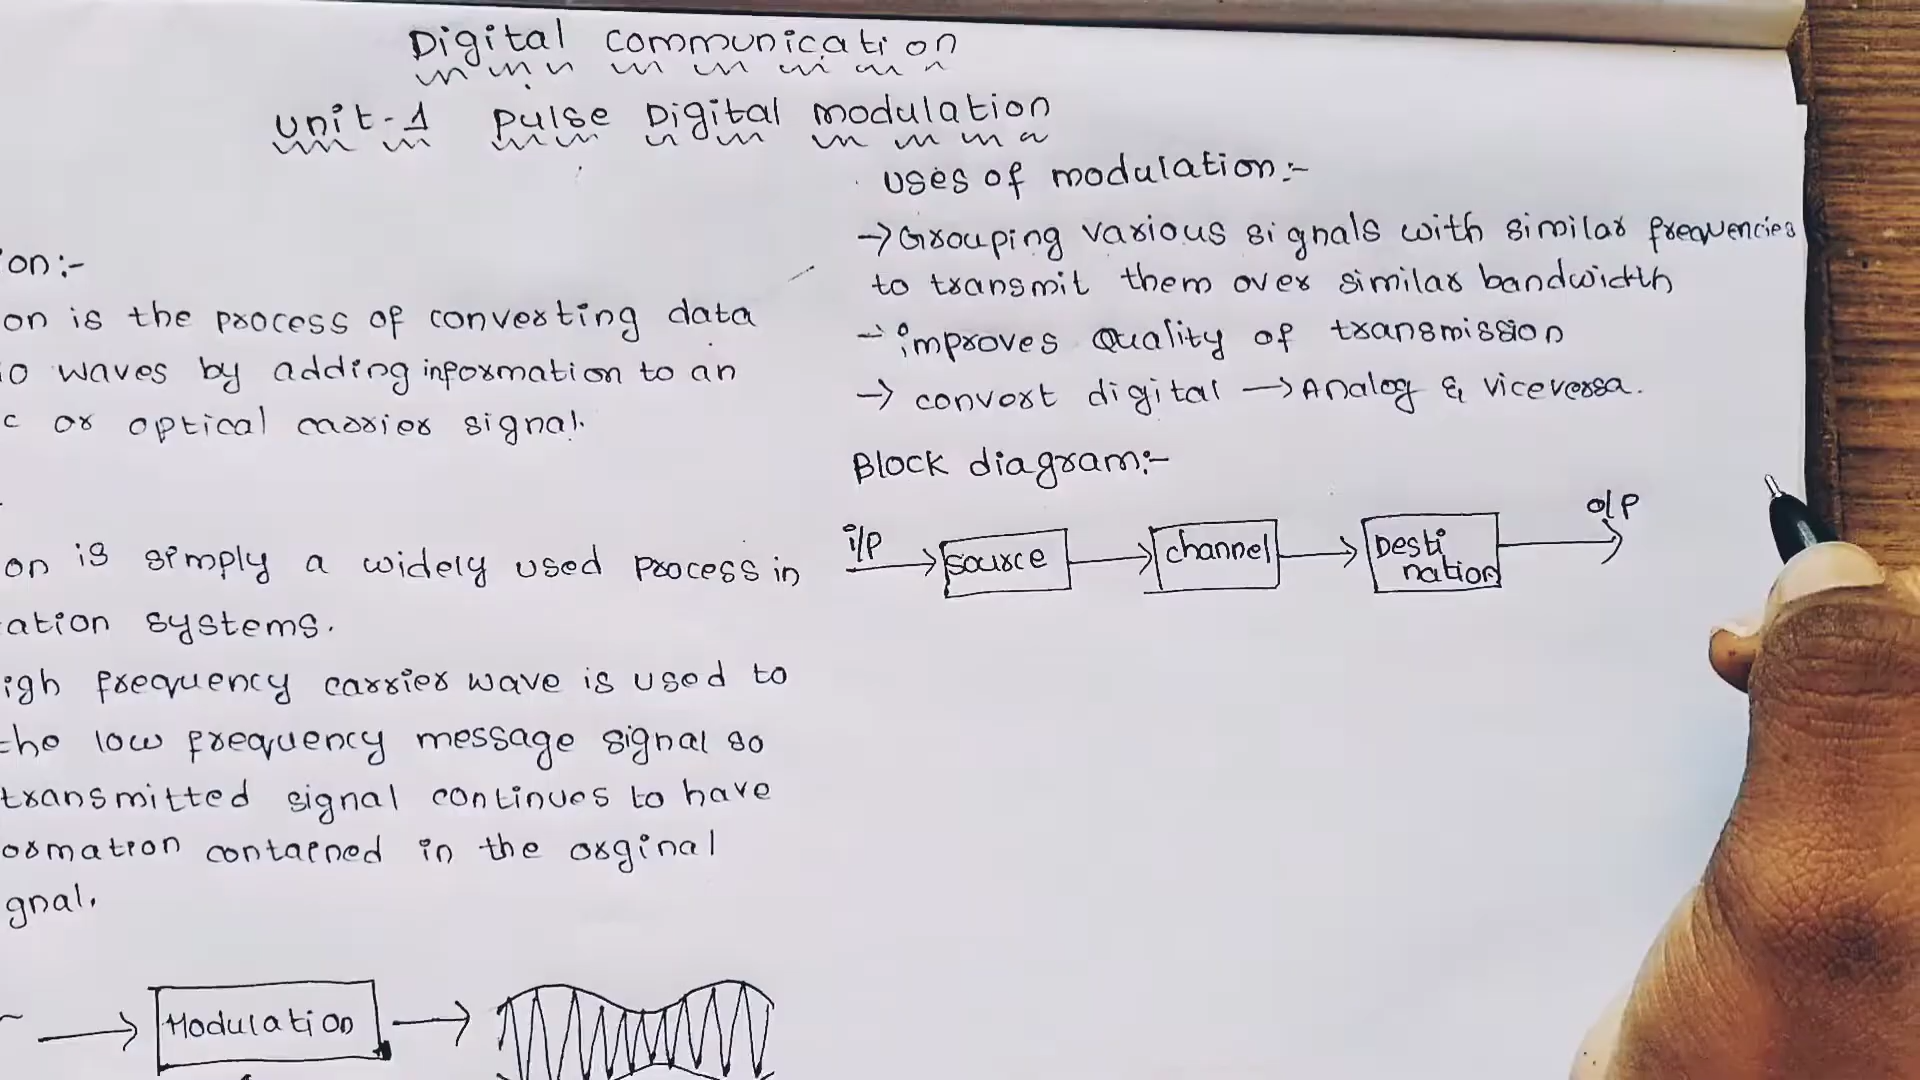 Digital communication
unit-1 pulse Digital modulation
on:-
on is the process of converting data
io waves by adding information to an
c or optical carrier signal.
on is simply a widely used process in
ation systems.
igh frequency carrier wave is used to
the low frequency message signal so
transmitted signal continues to have
ormation contained in the orginal
gnal.
Modulation
uses of modulation:-
→ Grouping various signals with similar frequencies
to transmit them over similar bandwidth
→ improves Quality of transmission
→ convert digital → Analog & viceversa.
Block diagram:-
i/p
source
channel
Desti
nation
o/p